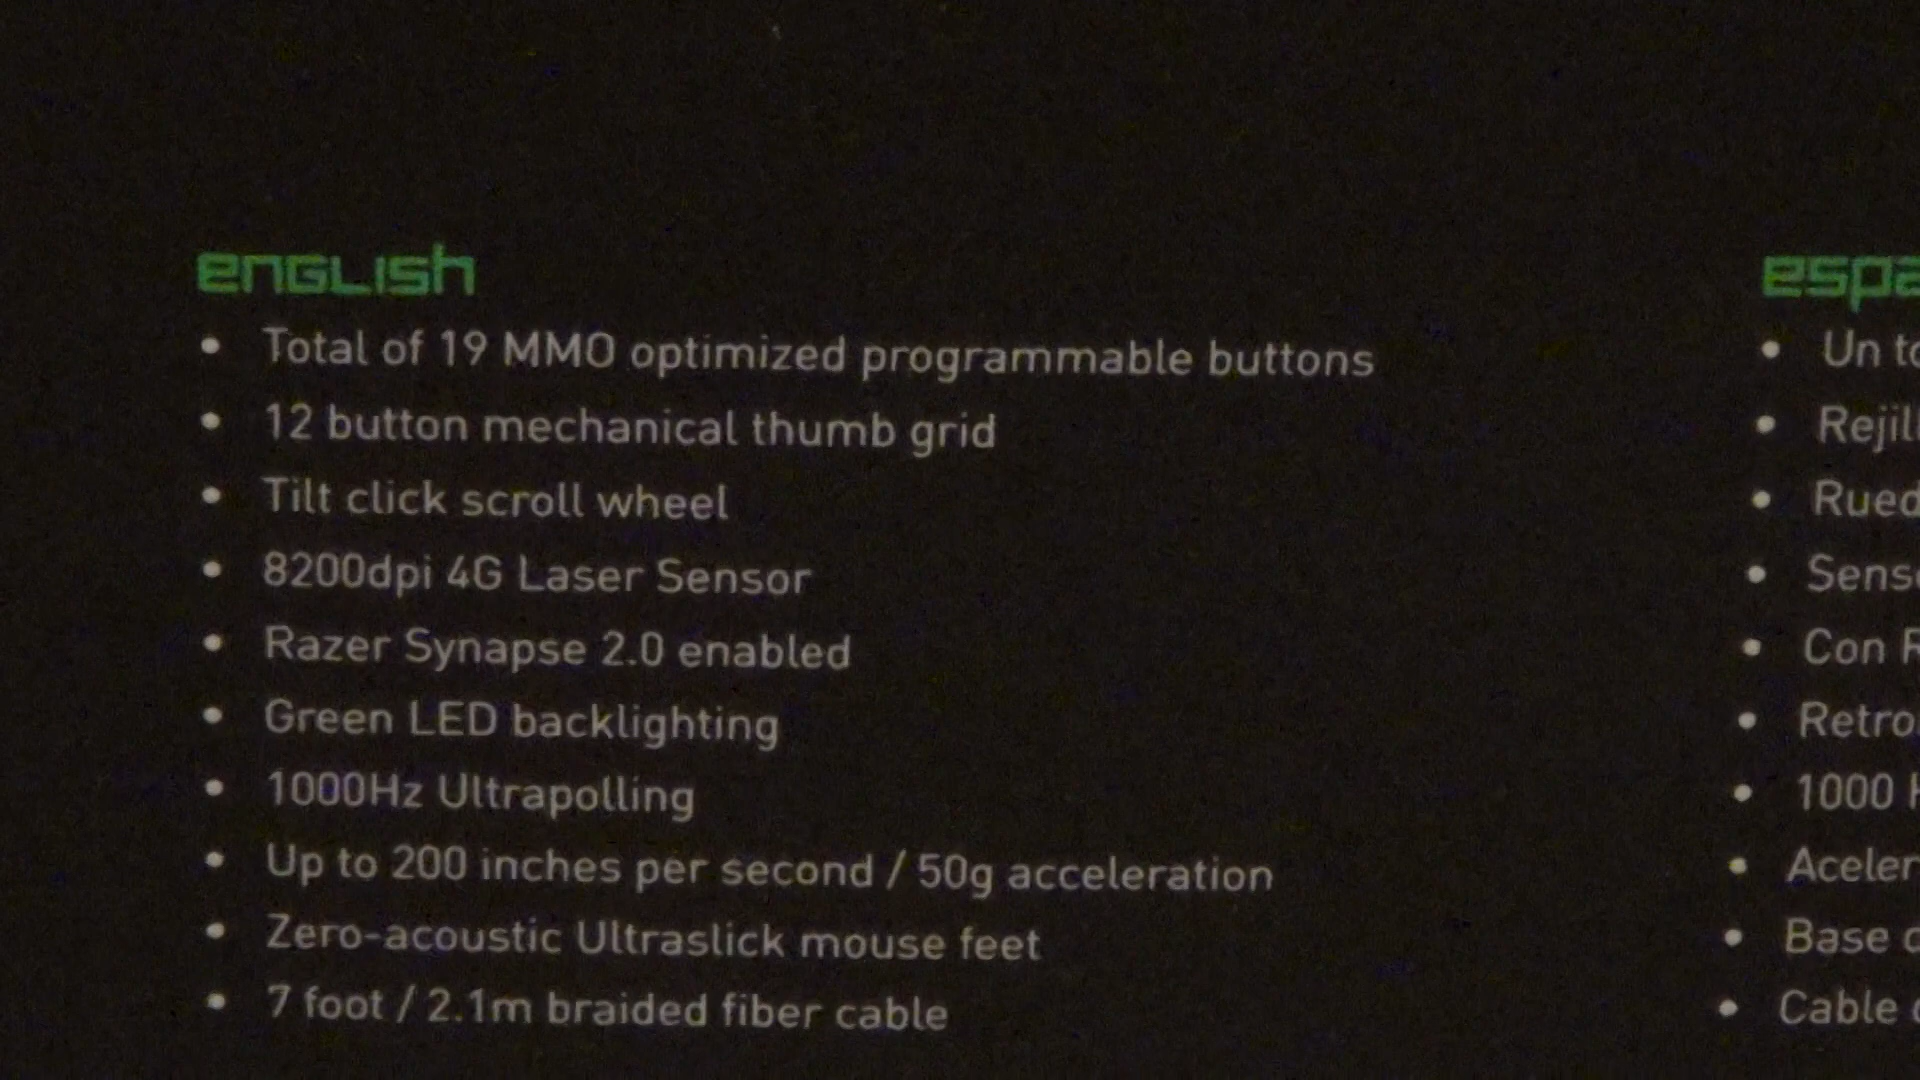 english
• Total of 19 MMO optimized programmable buttons
• 12 button mechanical thumb grid
• Tilt click scroll wheel
• 8200dpi 4G Laser Sensor
• Razer Synapse 2.0 enabled
• Green LED backlighting
• 1000Hz Ultrapolling
• Up to 200 inches per second / 50g acceleration
• Zero-acoustic Ultraslick mouse feet
• 7 foot / 2.1m braided fiber cable
• Un
• 1000
• Base
• Cable
• Con